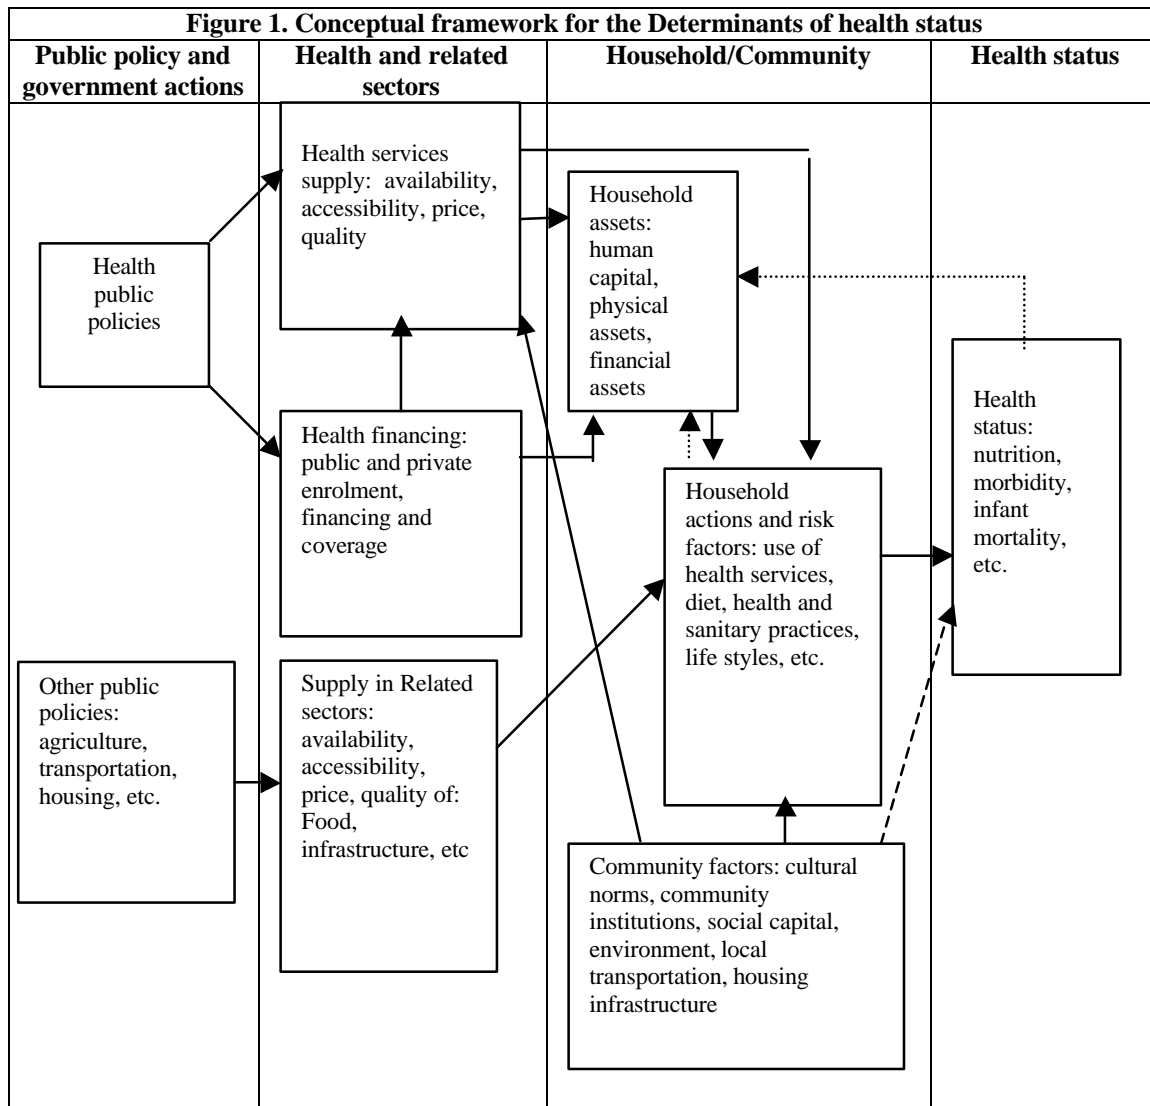 Figure 1. Conceptual framework for the Determinants of health status
Public policy and
government actions
Health and related
sectors
Household/Community
Health status
Health
public
policies
Other public
policies:
agriculture,
transportation,
housing, etc.
Health services
supply:  availability,
accessibility, price,
quality
Health financing:
public and private
enrolment,
financing and
coverage
Supply in Related
sectors:
availability,
accessibility,
price, quality of:
Food,
infrastructure, etc
Household
assets:
human
capital,
physical
assets,
financial
assets
Household
actions and risk
factors: use of
health services,
diet, health and
sanitary practices,
life styles, etc.
Community factors: cultural
norms, community
institutions, social capital,
environment, local
transportation, housing
infrastructure
Health
status:
nutrition,
morbidity,
infant
mortality,
etc.